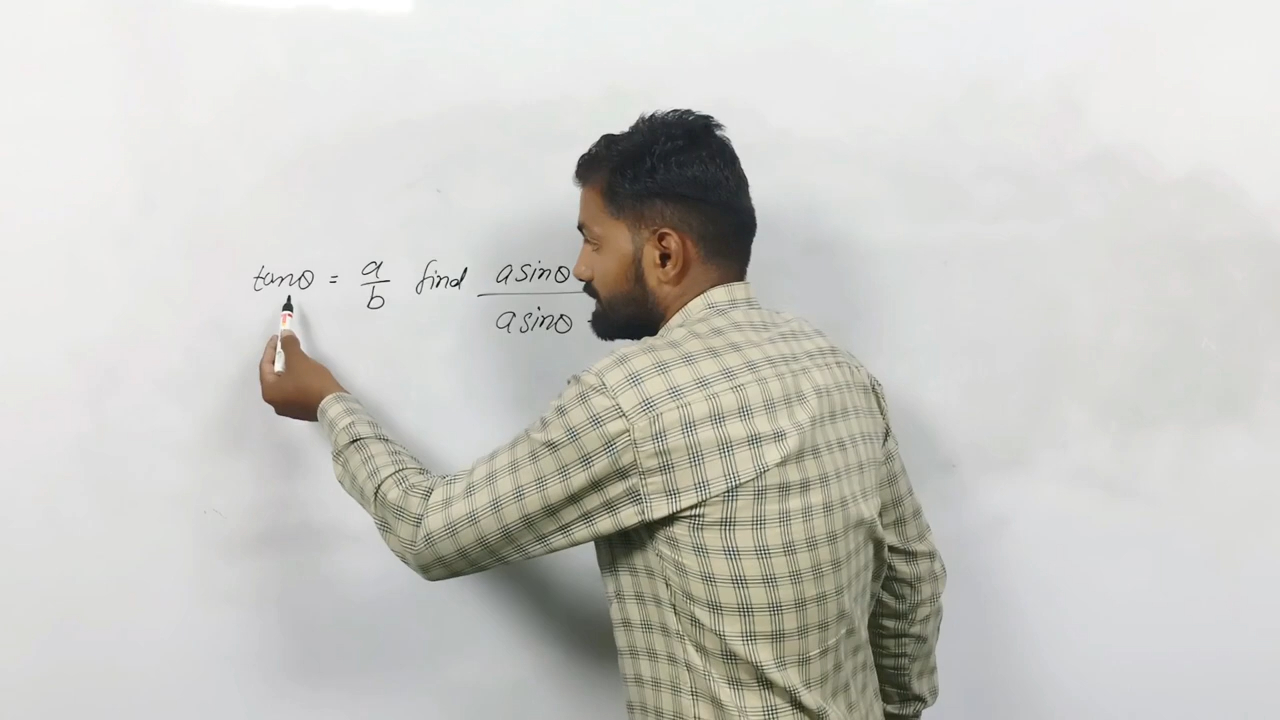 tanθ = a/b find asinθ
asinθ